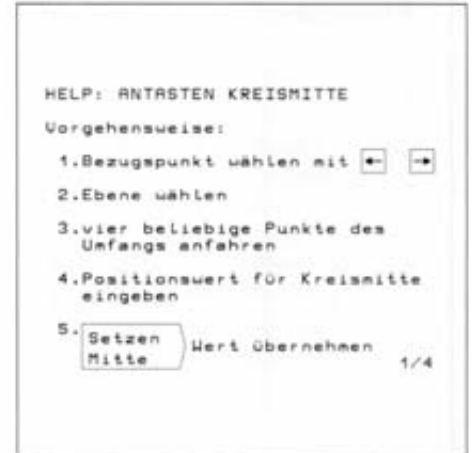 HELP: ANTASTEN KREISMITTE
Vorgehensweise:
1.Bezugspunkt wählen mit ← →
2.Ebene wählen
3.vier beliebige Punkte des
Umfangs anfahren
4.Positionswert für Kreismitte
eingeben
5.
Setzen
Mitte
Wert übernehmen
1/4